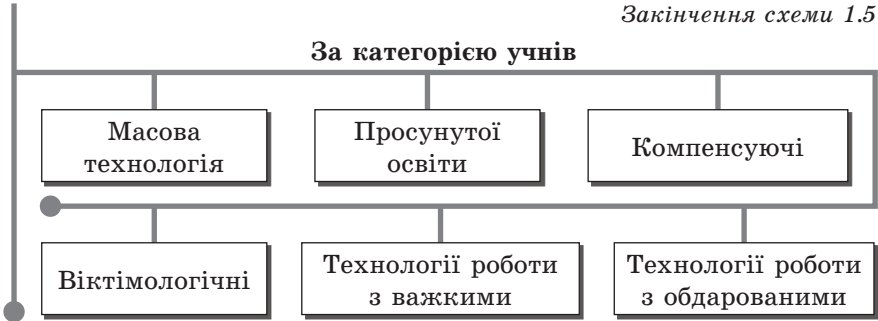 Закінчення схеми 1.5
За категорією учнів
Масова
технологія
Просунутої
освіти
Компенсуючі
Віктімологічні
Технології роботи
з важкими
Технології роботи
з обдарованими